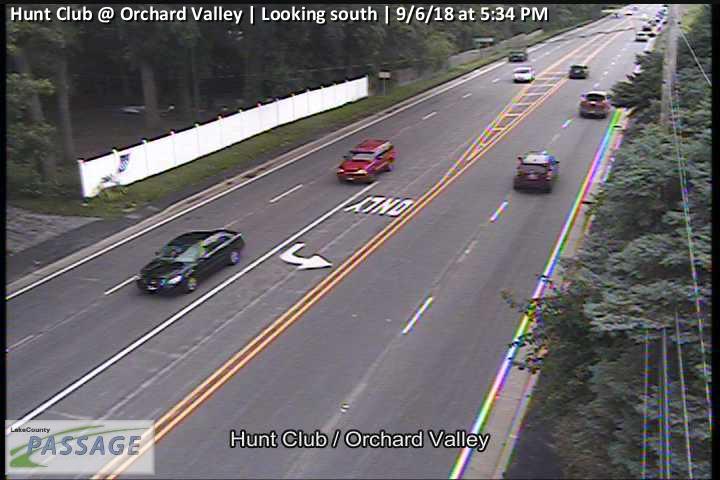 Hunt Club @ Orchard Valley | Looking south | 9/6/18 at 5:34 PM
ONLY
LakeCounty
PASSAGE
Hunt Club / Orchard Valley